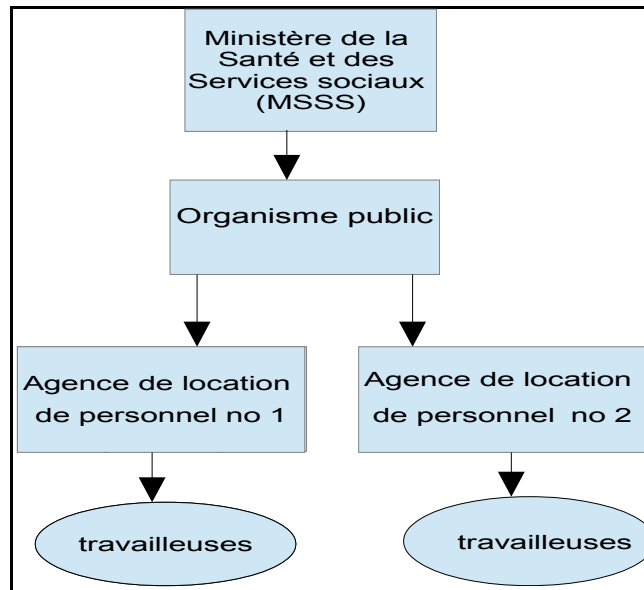 Ministère de la
Santé et des
Services sociaux
(MSSS)
Organisme public
Agence de location
de personnel no 1
Agence de location
de personnel no 2
travailleuses
travailleuses